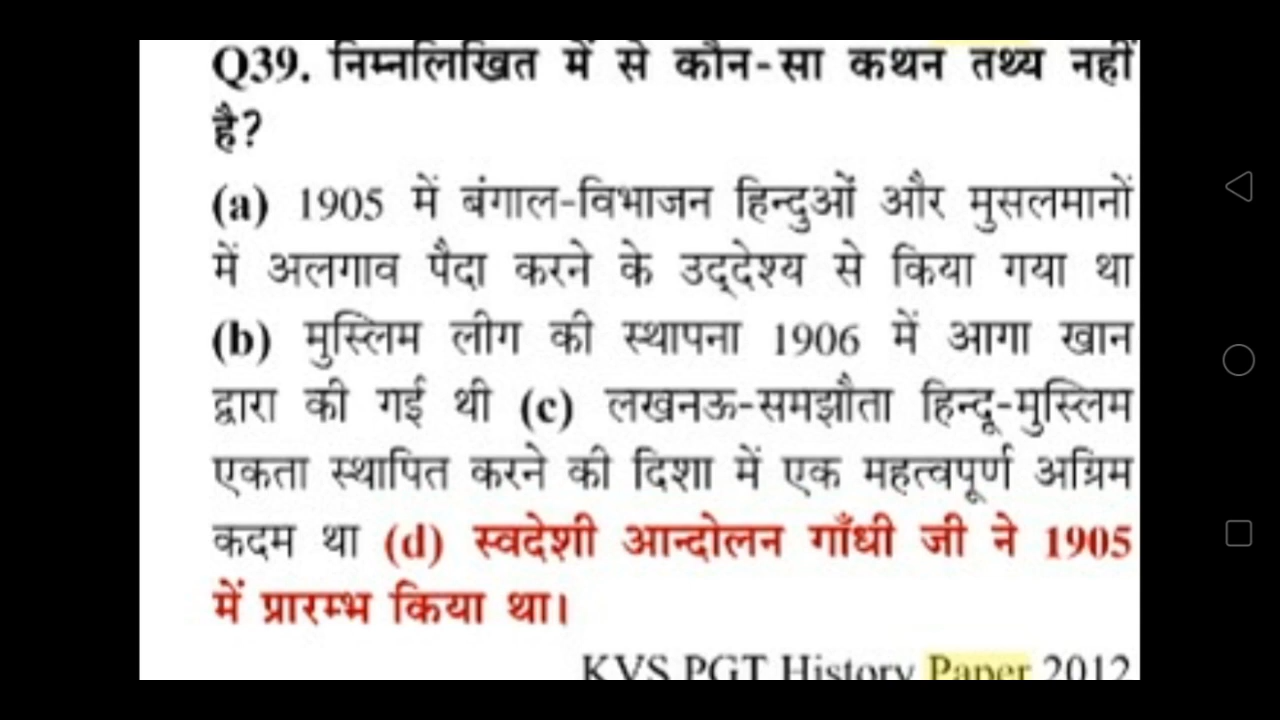 Q39. निम्नलिखित में से कौन-सा कथन तथ्य नहीं
है?
(a) 1905 में बंगाल-विभाजन हिन्दुओं और मुसलमानों
में अलगाव पैदा करने के उद्देश्य से किया गया था
(b) मुस्लिम लीग की स्थापना 1906 में आगा खान
द्वारा की गई थी (c) लखनऊ-समझौता हिन्दू-मुस्लिम
एकता स्थापित करने की दिशा में एक महत्वपूर्ण अग्रिम
कदम था (d) स्वदेशी आन्दोलन गाँधी जी ने 1905
में प्रारम्भ किया था।
KVS PGT History Paper 2012